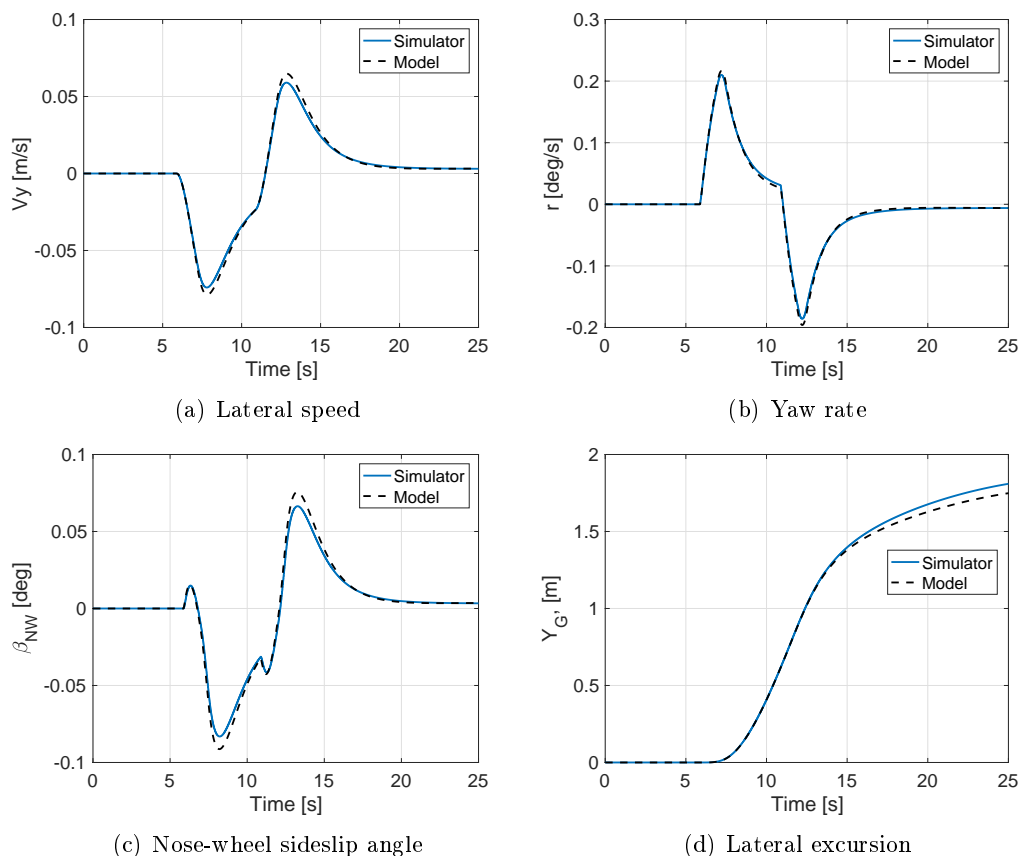 0.1
0.05
0
-0.05
-0.1
Vy [m/s]
Simulator
Model
0 5 10 15 20 25
Time [s]
(a) Lateral speed
0.3
0.2
0.1
0
-0.1
-0.2
r [deg/s]
Simulator
Model
0 5 10 15 20 25
Time [s]
(b) Yaw rate
0.1
0.05
0
-0.05
-0.1
β_NW [deg]
Simulator
Model
0 5 10 15 20 25
Time [s]
(c) Nose-wheel sideslip angle
2
1.5
1
0.5
0
Y_G, [m]
Simulator
Model
0 5 10 15 20 25
Time [s]
(d) Lateral excursion